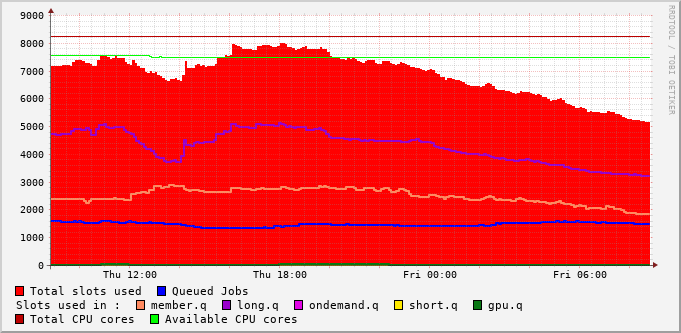 9000
8000
7000
6000
5000
4000
3000
2000
1000
0
Thu 12:00 Thu 18:00 Fri 00:00 Fri 06:00
RRDTOOL / TOBI OETIKER
Total slots used Queued Jobs
Slots used in : member.q long.q ondemand.q short.q gpu.q
Total CPU cores Available CPU cores